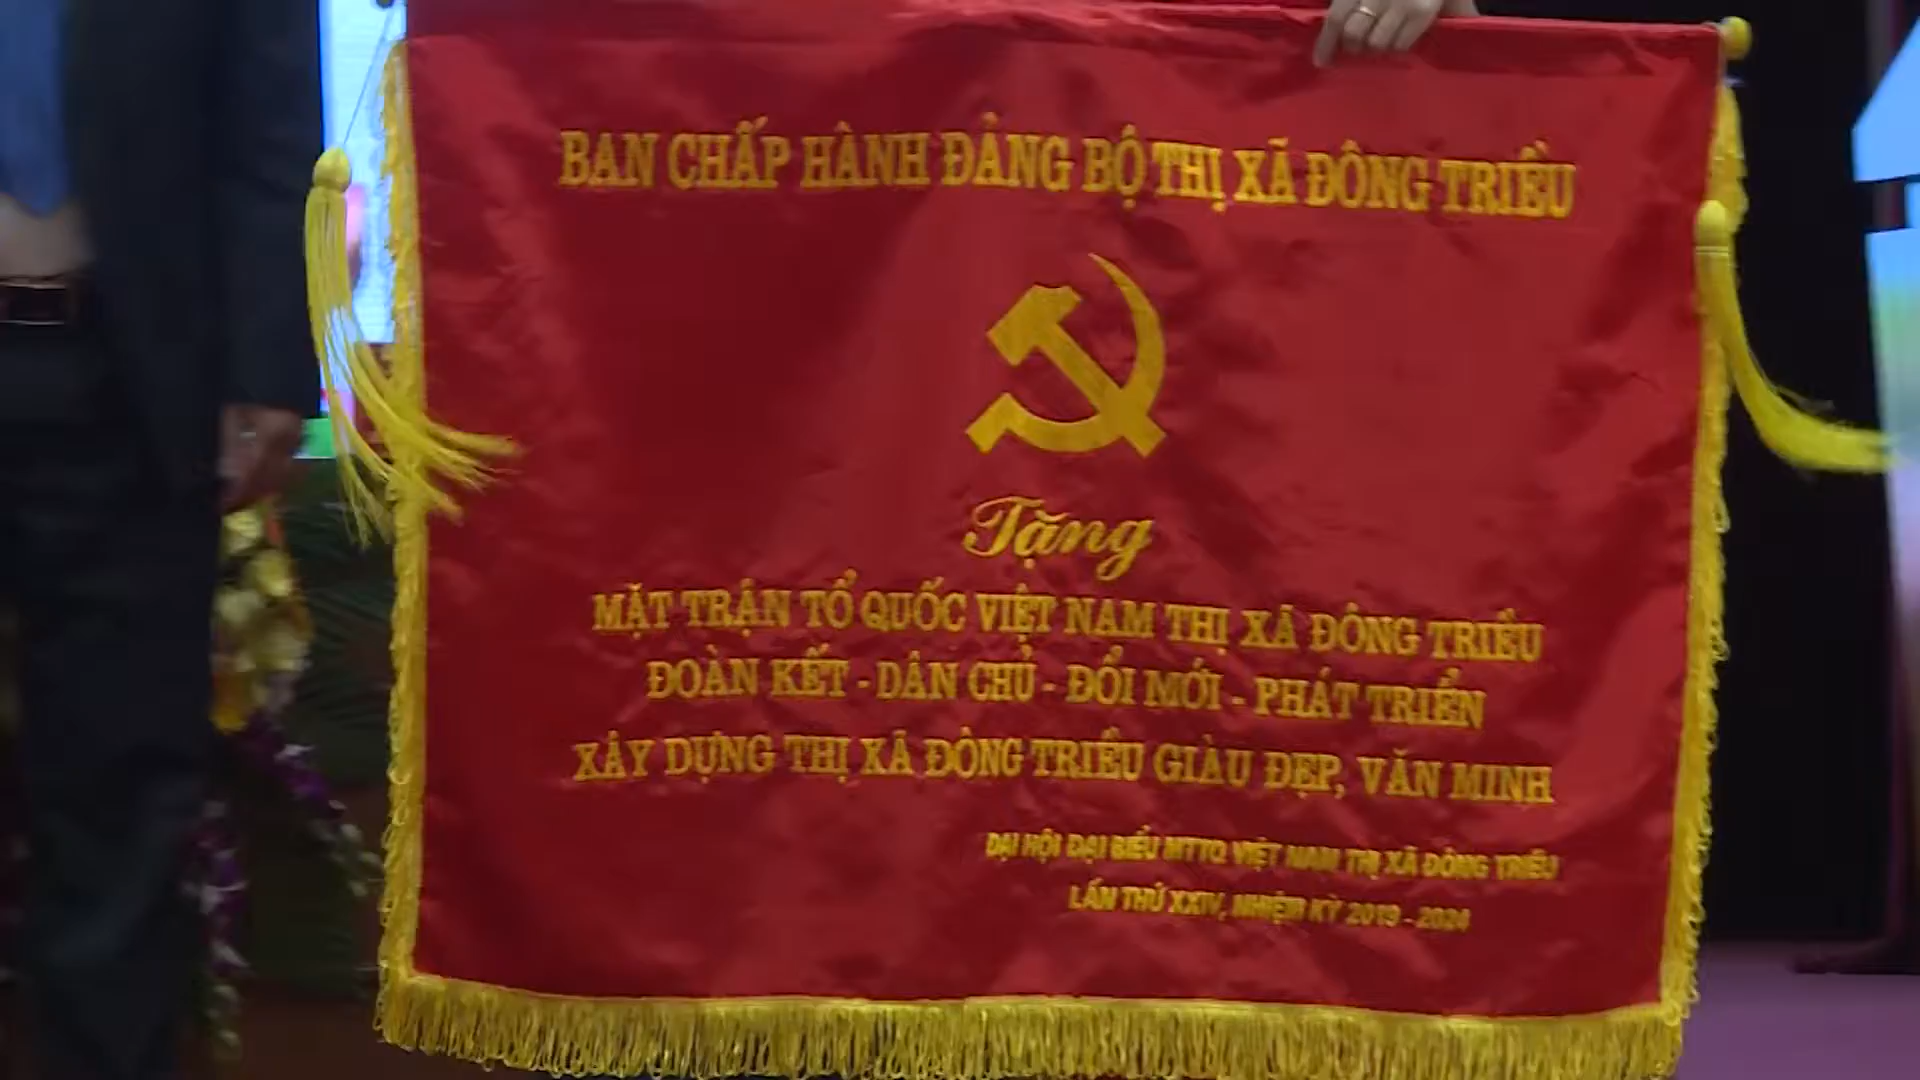 BAN CHẤP HÀNH ĐẢNG BỘ THỊ XÃ ĐÔNG TRIỀU
Tặng
MẶT TRẬN TỔ QUỐC VIỆT NAM THỊ XÃ ĐÔNG TRIỀU
ĐOÀN KẾT - DÂN CHỦ - ĐỔI MỚI - PHÁT TRIỂN
XÂY DỰNG THỊ XÃ ĐÔNG TRIỀU GIÀU ĐẸP, VĂN MINH
ĐẠI HỘI ĐẠI BIỂU MTTQ VIỆT NAM THỊ XÃ ĐÔNG TRIỀU
LẦN THỨ XXIV, NHIỆM KỲ 2019 - 2024